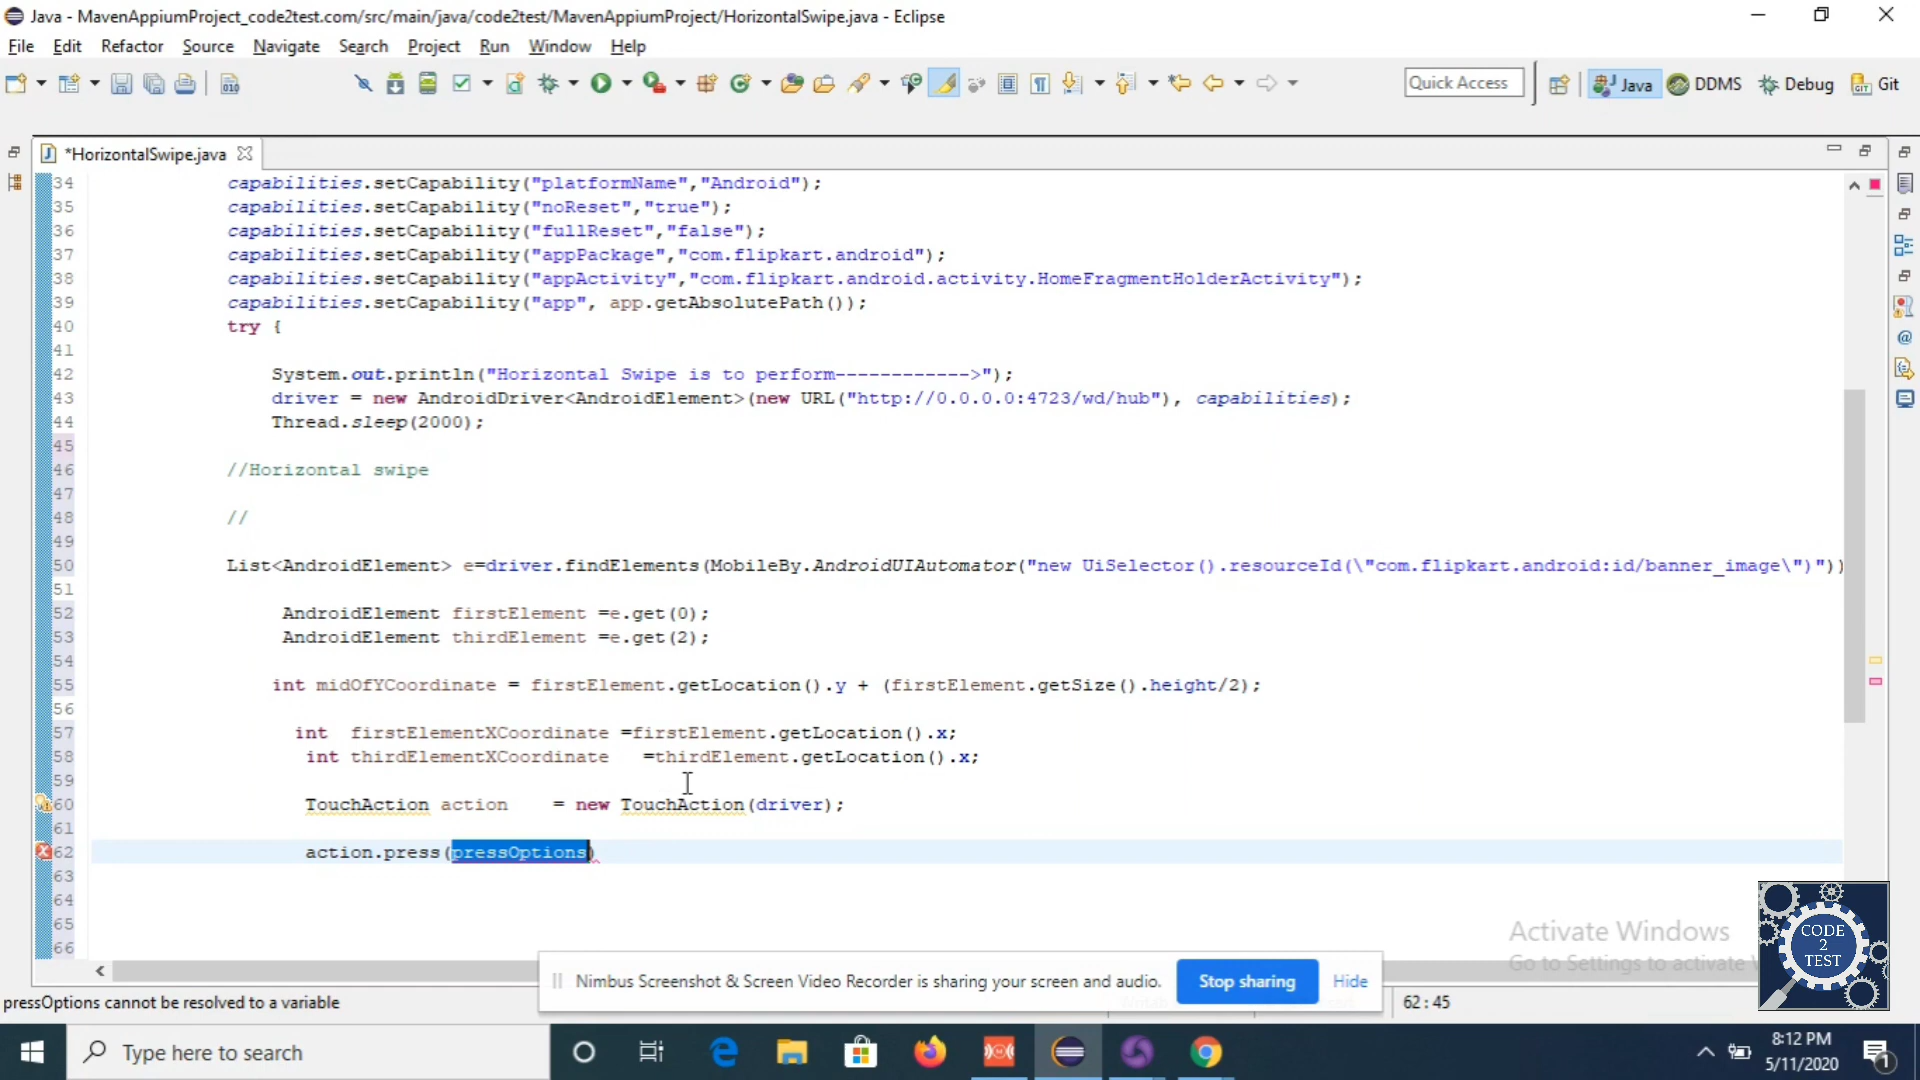 Java - MavenAppiumProject_code2test.com/src/main/java/code2test/MavenAppiumProject/HorizontalSwipe.java - Eclipse
File Edit Refactor Source Navigate Search Project Run Window Help
Quick Access Java DDMS Debug Git
*HorizontalSwipe.java
34 capabilities.setCapability("platformName","Android");
35 capabilities.setCapability("noReset","true");
36 capabilities.setCapability("fullReset","false");
37 capabilities.setCapability("appPackage","com.flipkart.android");
38 capabilities.setCapability("appActivity","com.flipkart.android.activity.HomeFragmentHolderActivity");
39 capabilities.setCapability("app", app.getAbsolutePath());
40 try {
41
42 System.out.println("Horizontal Swipe is to perform------------>");
43 driver = new AndroidDriver<AndroidElement>(new URL("http://0.0.0.0:4723/wd/hub"), capabilities);
44 Thread.sleep(2000);
45
46 //Horizontal swipe
47
48 //
49
50 List<AndroidElement> e=driver.findElements(MobileBy.AndroidUIAutomator("new UiSelector().resourceId(\"com.flipkart.android:id/banner_image\")"))
51
52 AndroidElement firstElement =e.get(0);
53 AndroidElement thirdElement =e.get(2);
54
55 int midOfYCoordinate = firstElement.getLocation().y + (firstElement.getSize().height/2);
56
57 int firstElementXCoordinate =firstElement.getLocation().x;
58 int thirdElementXCoordinate =thirdElement.getLocation().x;
59
60 TouchAction action = new TouchAction(driver);
61
62 action.press(pressOptions)
63
64
65
66
Activate Windows
Go to Settings to activate
CODE
2
TEST
Nimbus Screenshot & Screen Video Recorder is sharing your screen and audio. Stop sharing Hide
pressOptions cannot be resolved to a variable 62:45
Type here to search
8:12 PM
5/11/2020
1